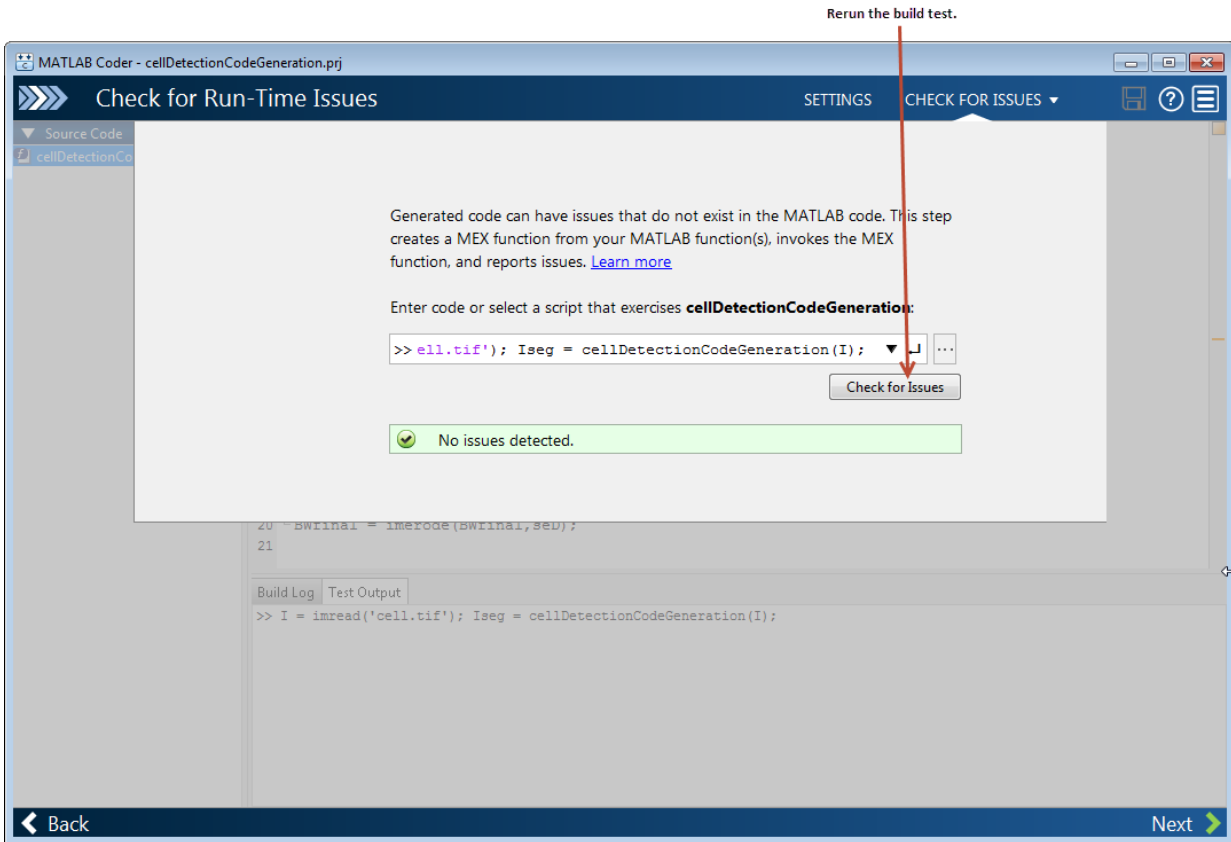 Rerun the build test.
MATLAB Coder - cellDetectionCodeGeneration.prj
Check for Run-Time Issues
SETTINGS
CHECK FOR ISSUES ▼
Source Code
cellDetectionCo
Generated code can have issues that do not exist in the MATLAB code. This step
creates a MEX function from your MATLAB function(s), invokes the MEX
function, and reports issues. Learn more
Enter code or select a script that exercises cellDetectionCodeGeneration:
>> ell.tif'); Iseg = cellDetectionCodeGeneration(I);
...
Check for Issues
No issues detected.
20 BWfinal = imerode(BWfinal,seD);
21
Build Log Test Output
>> I = imread('cell.tif'); Iseg = cellDetectionCodeGeneration(I);
Back
Next